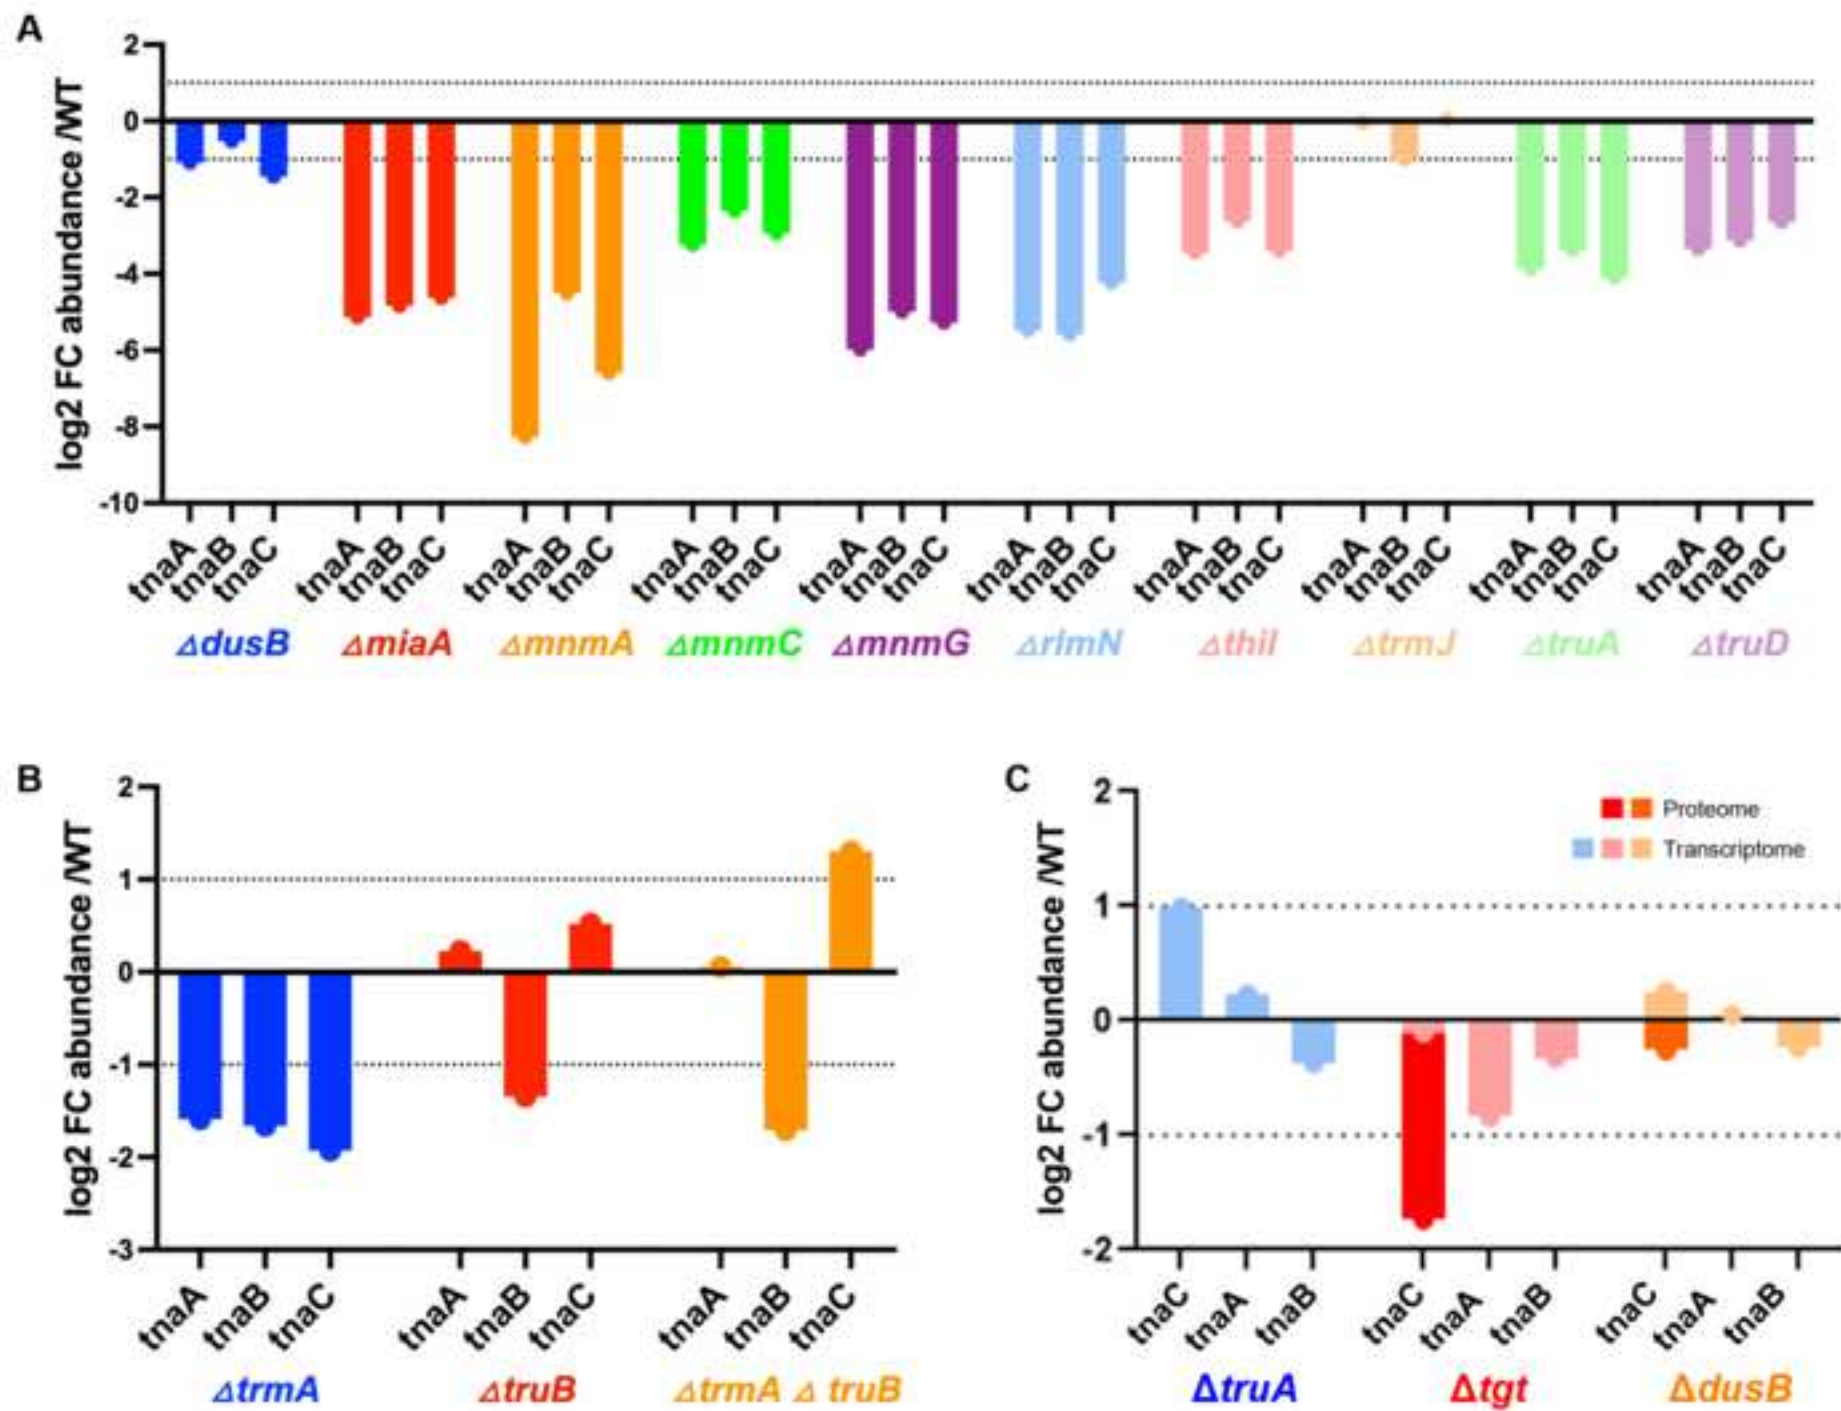 A
log2 FC abundance /WT
2
0
-2
-4
-6
-8
-10
tnaA tnaB tnaC tnaA tnaB tnaC tnaA tnaB tnaC tnaA tnaB tnaC tnaA tnaB tnaC tnaA tnaB tnaC tnaA tnaB tnaC tnaA tnaB tnaC tnaA tnaB tnaC tnaA tnaB tnaC
ΔdusB ΔmiaA ΔmnmA ΔmnmC ΔmnmG ΔrlmN ΔthiI ΔtrmJ ΔtruA ΔtruD
B
log2 FC abundance /WT
2
1
0
-1
-2
-3
tnaA tnaB tnaC tnaA tnaB tnaC tnaA tnaB tnaC
ΔtrmA ΔtruB ΔtrmA Δ truB
C
log2 FC abundance /WT
2
1
0
-1
-2
Proteome
Transcriptome
tnaC tnaA tnaB tnaC tnaA tnaB tnaC tnaA tnaB
ΔtruA Δtgt ΔdusB